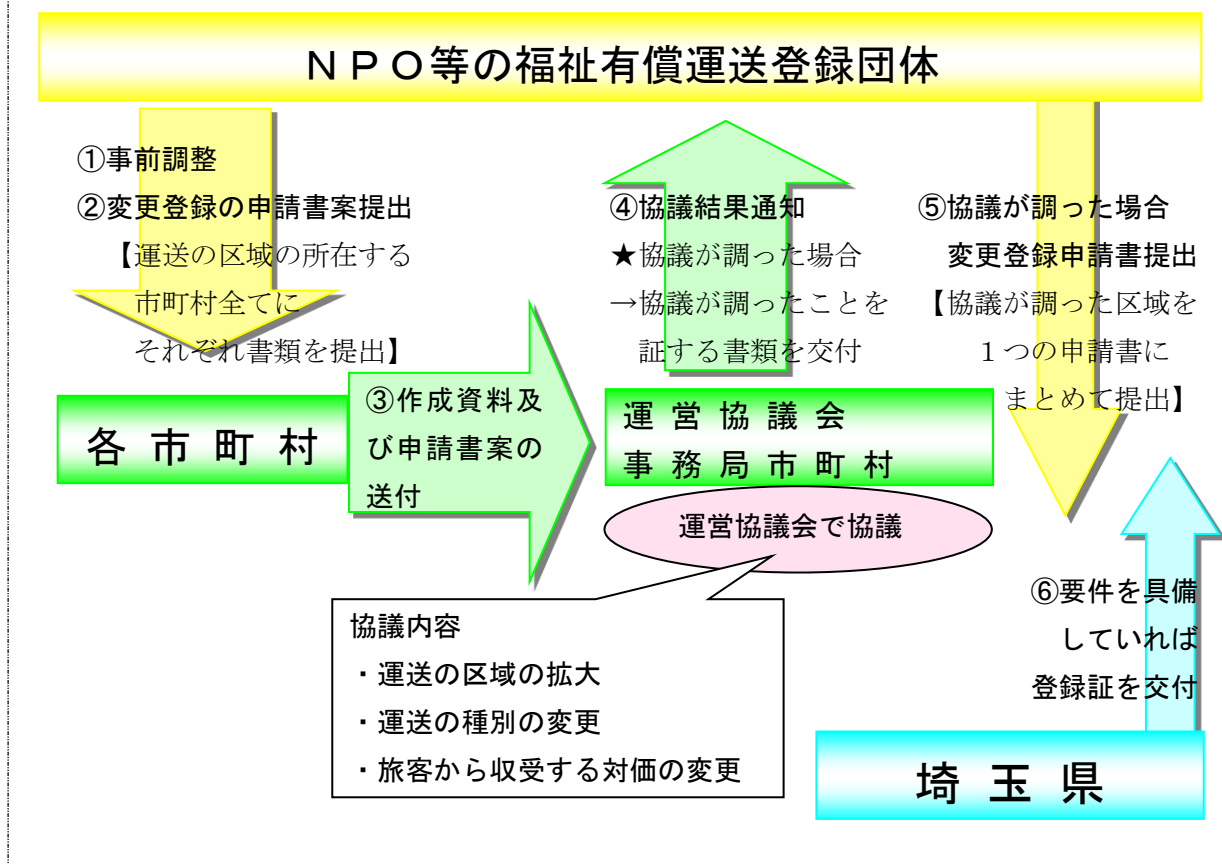 ＮＰＯ等の福祉有償運送登録団体
①事前調整
②変更登録の申請書案提出
【運送の区域の所在する
市町村全てに
それぞれ書類を提出】
④協議結果通知
★協議が調った場合
→協議が調ったことを
証する書類を交付
⑤協議が調った場合
変更登録申請書提出
【協議が調った区域を
１つの申請書に
まとめて提出】
各市町村
③作成資料及
び申請書案の
送付
運営協議会
事務局市町村
運営協議会で協議
協議内容
・運送の区域の拡大
・運送の種別の変更
・旅客から収受する対価の変更
⑥要件を具備
していれば
登録証を交付
埼玉県